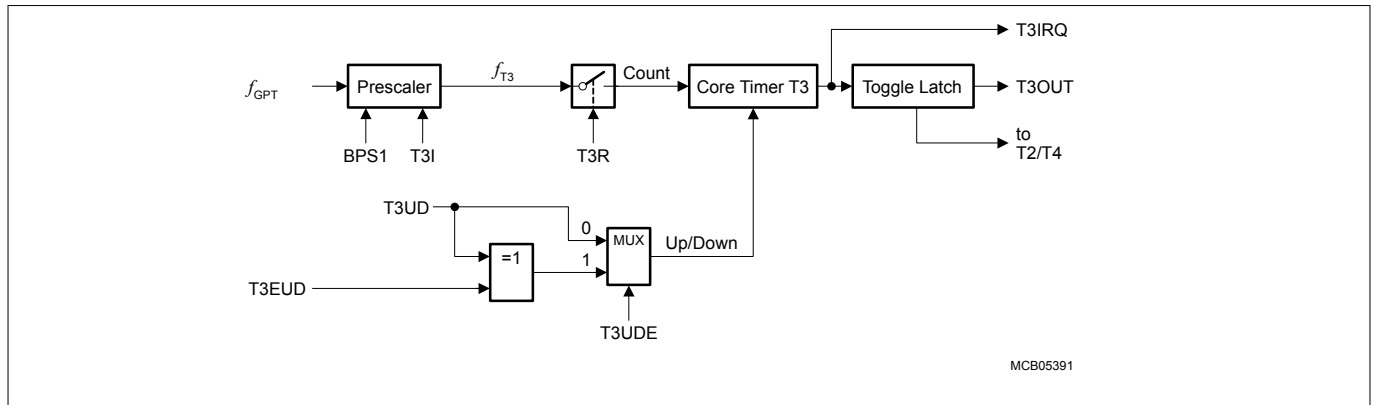 T3IRQ
fGPT
Prescaler
fT3
Count
Core Timer T3
Toggle Latch
T3OUT
BPS1
T3I
T3R
to
T2/T4
T3UD
0
MUX
Up/Down
=1
1
T3EUD
T3UDE
MCB05391